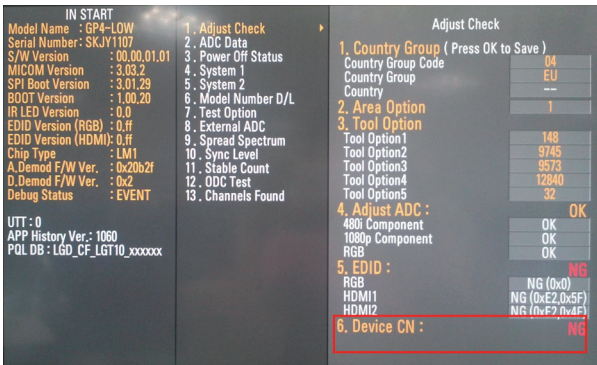 IN START
Model Name : GP4-LOW
Serial Number : SKJY1107
S/W Version : 00.00.01.01
MICOM Version : 3.03.2
SPI Boot Version : 3.01.29
BOOT Version : 1.00.20
IR LED Version : 0.0
EDID Version (RGB) : 0.ff
EDID Version (HDMI) : 0.ff
Chip Type : LM1
A.Demod F/W Ver. : 0x20b2f
D.Demod F/W Ver. : 0x2
Debug Status : EVENT
UTT : 0
APP History Ver. : 1060
PQL DB : LGD_CF_LGT10_xxxxxx
1. Adjust Check
2. ADC Data
3. Power Off Status
4. System 1
5. System 2
6. Model Number D/L
7. Test Option
8. External ADC
9. Spread Spectrum
10. Sync Level
11. Stable Count
12. ODC Test
13. Channels Found
Adjust Check
1. Country Group ( Press OK to Save )
Country Group Code 04
Country Group EU
Country --
2. Area Option 1
3. Tool Option
Tool Option1 148
Tool Option2 9745
Tool Option3 9573
Tool Option4 12840
Tool Option5 32
4. Adjust ADC : OK
480i Component OK
1080p Component OK
RGB OK
5. EDID : NG
RGB NG (0x0)
HDMI1 NG (0xE2,0x5F)
HDMI2 NG (0xE2,0x4F)
6. Device CN : NG